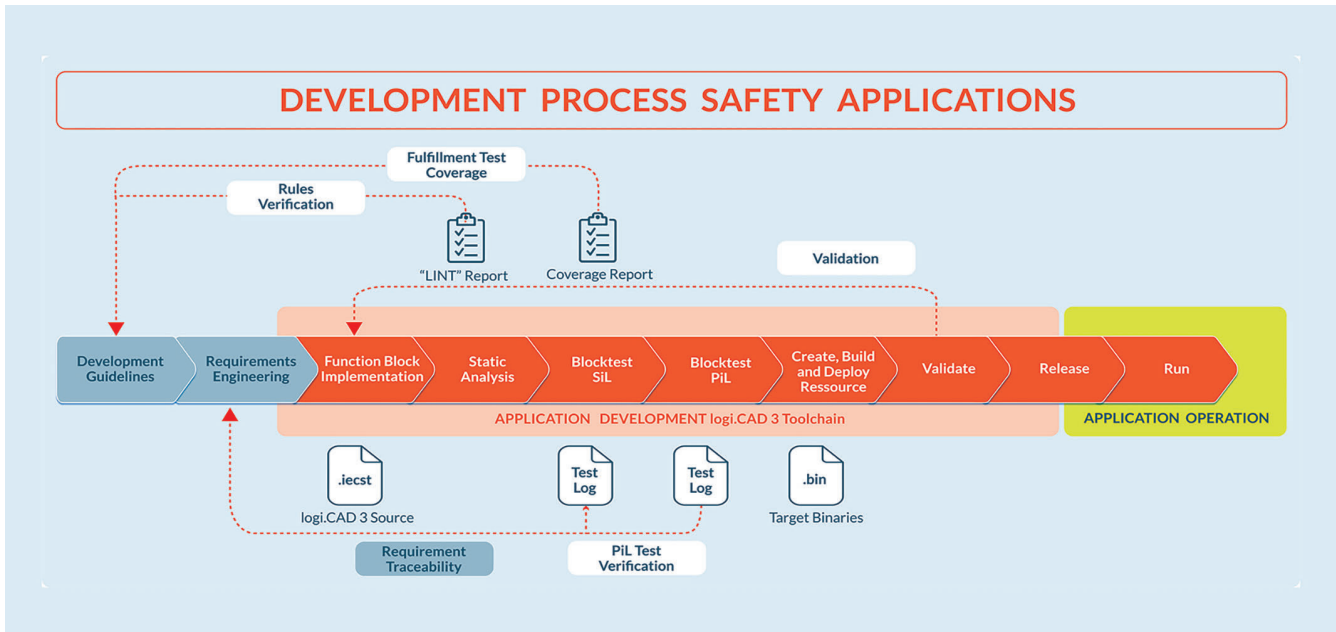 DEVELOPMENT PROCESS SAFETY APPLICATIONS
Fulfillment Test
Coverage
Rules
Verification
"LINT" Report
Coverage Report
Validation
Development
Guidelines
Requirements
Engineering
Function Block
Implementation
Static
Analysis
Blocktest
SiL
Blocktest
PiL
Create, Build
and Deploy
Ressource
Validate
Release
Run
APPLICATION DEVELOPMENT logi.CAD 3 Toolchain
APPLICATION OPERATION
.iecst
logi.CAD 3 Source
Test
Log
Test
Log
.bin
Target Binaries
Requirement
Traceability
PiL Test
Verification